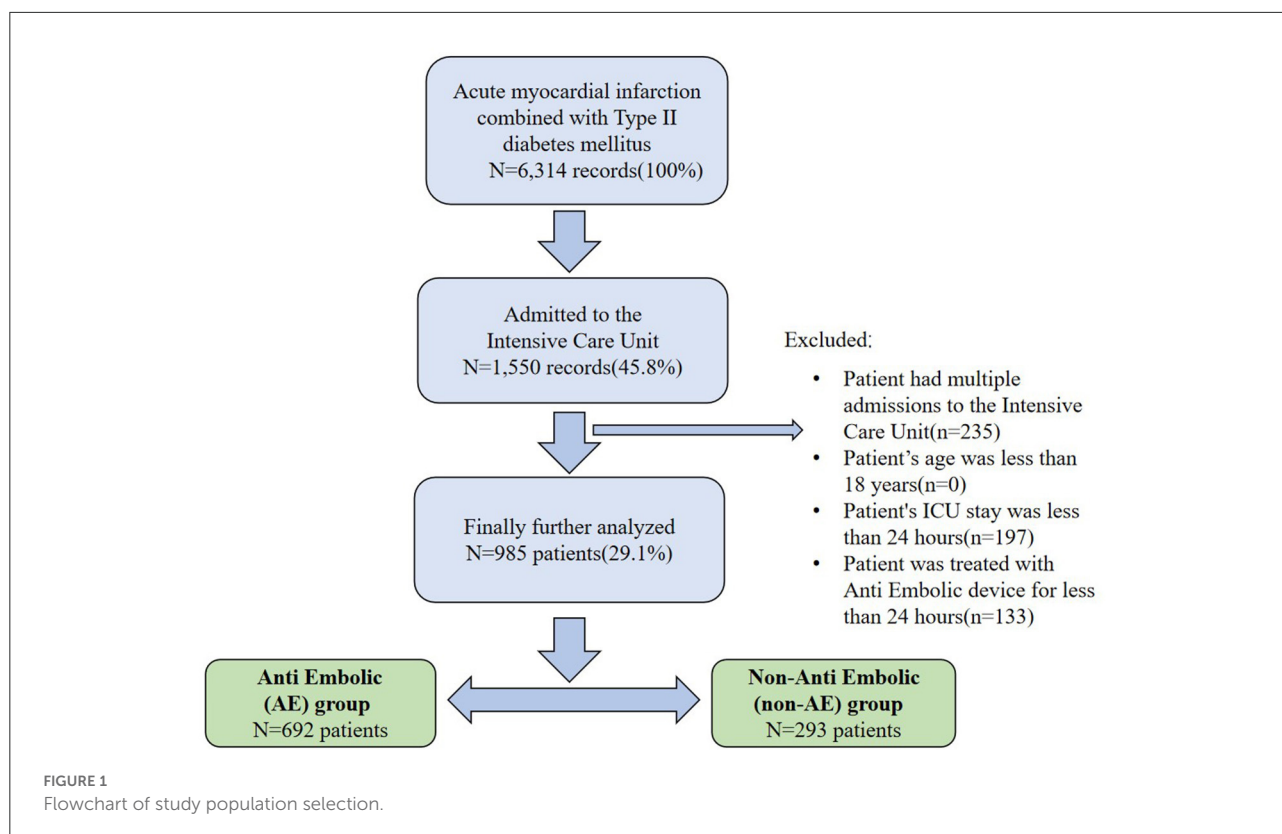 Acute myocardial infarction
combined with Type II
diabetes mellitus
N=6,314 records(100%)
Admitted to the
Intensive Care Unit
N=1,550 records(45.8%)
Excluded:
• Patient had multiple
admissions to the Intensive
Care Unit(n=235)
• Patient’s age was less than
18 years(n=0)
• Patient's ICU stay was less
than 24 hours(n=197)
• Patient was treated with
Anti Embolic device for less
than 24 hours(n=133)
Finally further analyzed
N=985 patients(29.1%)
Anti Embolic
(AE) group
N=692 patients
Non-Anti Embolic
(non-AE) group
N=293 patients
FIGURE 1
Flowchart of study population selection.